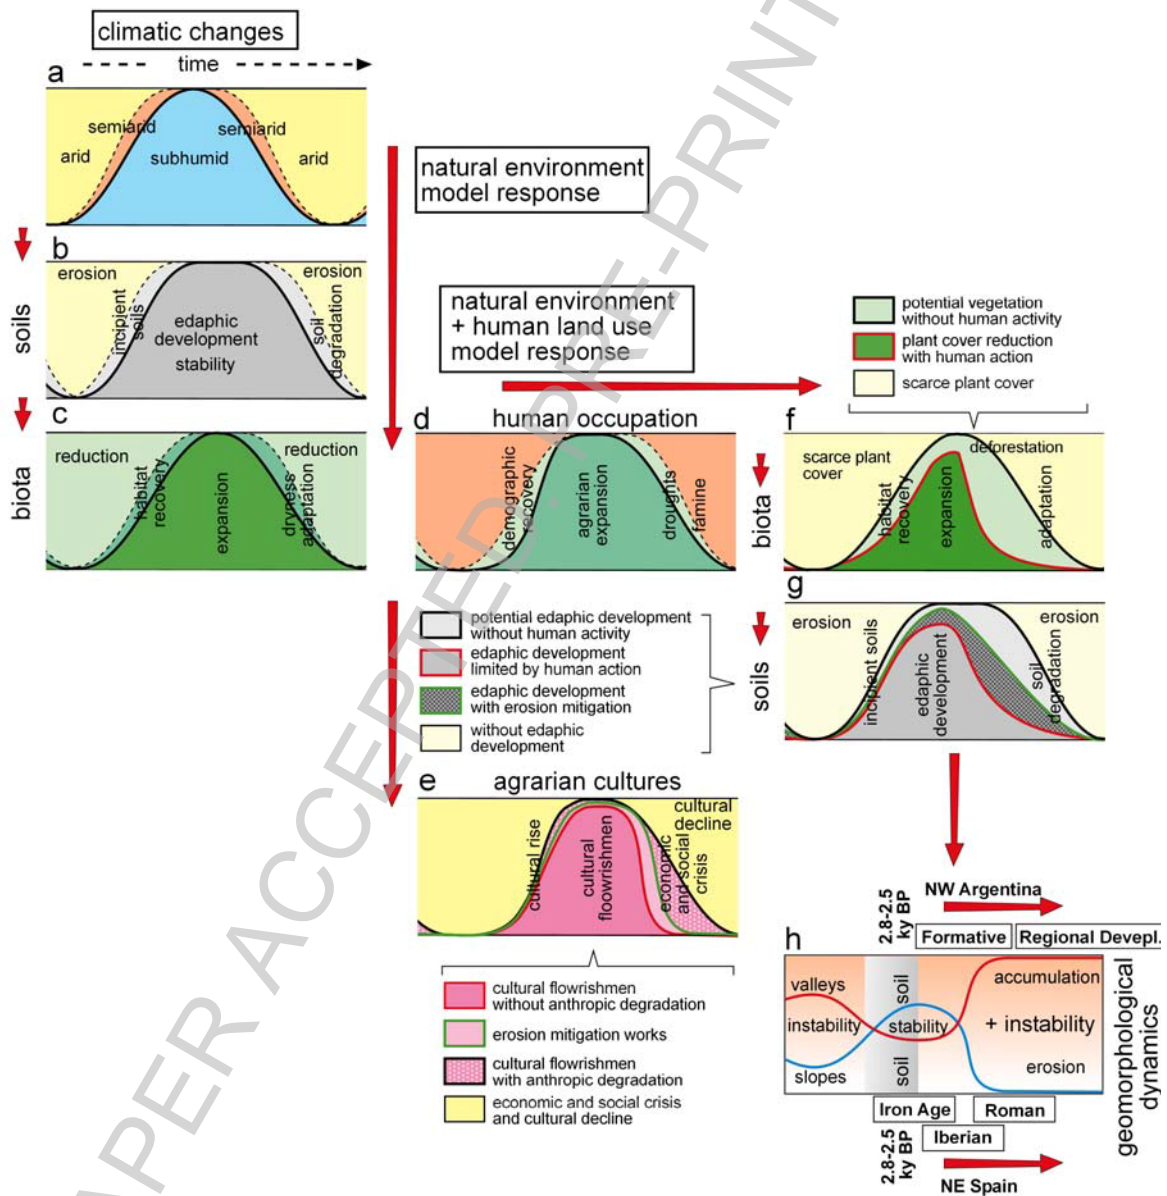 climatic changes
time
a
semiarid
semiarid
arid
subhumid
arid
natural environment
model response
b
erosion
erosion
incipient
soils
edaphic
development
stability
soil
degradation
soils
natural environment
+ human land use
model response
potential vegetation
without human activity
plant cover reduction
with human action
scarce plant cover
c
reduction
reduction
habitat
recovery
expansion
dryness
adaptation
biota
d
human occupation
demographic
recovery
agrarian
expansion
droughts
famine
f
deforestation
scarce plant
cover
habitat
recovery
expansion
adaptation
biota
potential edaphic development
without human activity
edaphic development
limited by human action
edaphic development
with erosion mitigation
without edaphic
development
g
erosion
erosion
incipient soils
edaphic
development
soil
degradation
soils
e
agrarian cultures
cultural
decline
cultural rise
cultural
floowrishmen
economic
and social
crisis
cultural flowrishmen
without anthropic degradation
erosion mitigation works
cultural flowrishmen
with anthropic degradation
economic and social crisis
and cultural decline
2.8-2.5
ky BP
NW Argentina
Formative
Regional Devepl.
h
valleys
soil
accumulation
instability
stability
+ instability
slopes
soil
erosion
geomorphological
dynamics
Iron Age
Roman
Iberian
2.8-2.5
ky BP
NE Spain
PAPER ACCEPTED. PRE-PRINT